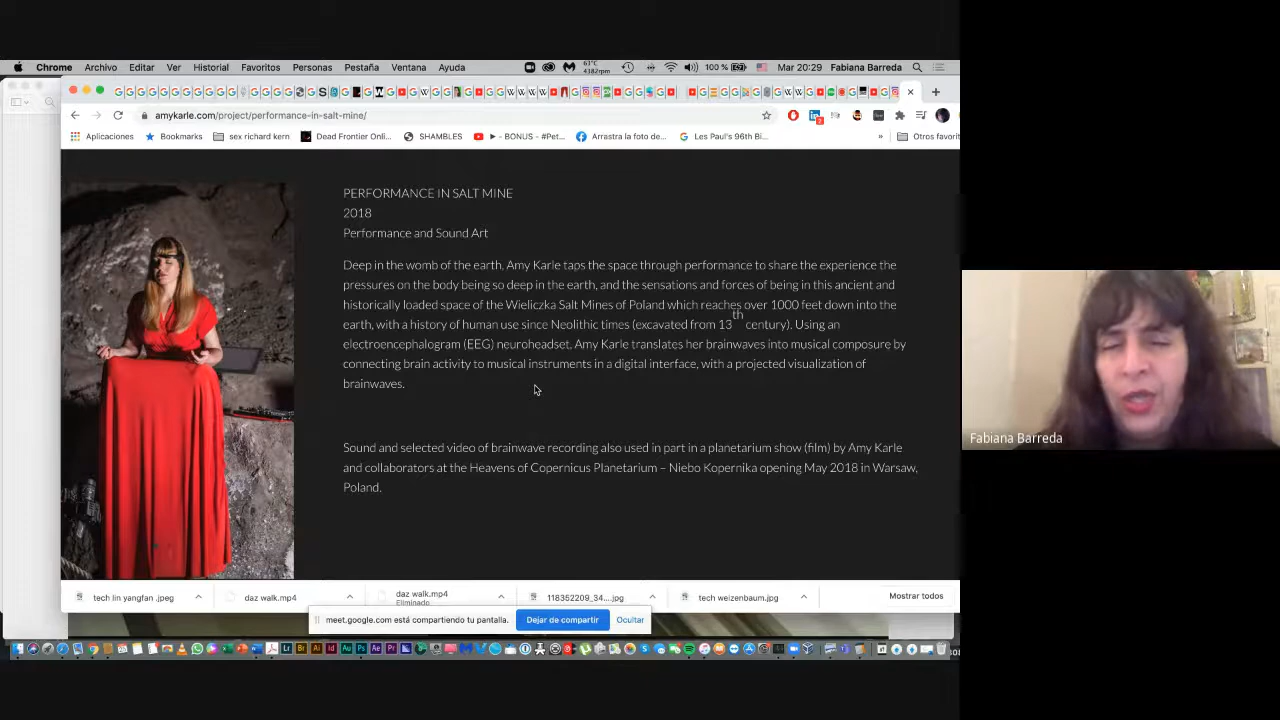 Chrome Archivo Editar Ver Historial Favoritos Personas Pestaña Ventana Ayuda 61°C 4382rpm 100 % Mar 20:29 Fabiana Barreda
amykarle.com/project/performance-in-salt-mine/
Aplicaciones Bookmarks sex richard kern Dead Frontier Onli... SHAMBLES ► - BONUS - #Pet... Arrastra la foto de... Les Paul's 96th Bi... » Otros favorit
PERFORMANCE IN SALT MINE
2018
Performance and Sound Art
Deep in the womb of the earth, Amy Karle taps the space through performance to share the experience the
pressures on the body being so deep in the earth, and the sensations and forces of being in this ancient and
historically loaded space of the Wieliczka Salt Mines of Poland which reaches over 1000 feet down into the
earth, with a history of human use since Neolithic times (excavated from 13th century). Using an
electroencephalogram (EEG) neuroheadset, Amy Karle translates her brainwaves into musical composure by
connecting brain activity to musical instruments in a digital interface, with a projected visualization of
brainwaves.
Sound and selected video of brainwave recording also used in part in a planetarium show (film) by Amy Karle
and collaborators at the Heavens of Copernicus Planetarium – Niebo Kopernika opening May 2018 in Warsaw,
Poland.
Fabiana Barreda
tech lin yangfan .jpeg daz walk.mp4 daz walk.mp4 118352209_34....jpg tech weizenbaum.jpg Mostrar todos
Eliminado
meet.google.com está compartiendo tu pantalla. Dejar de compartir Ocultar